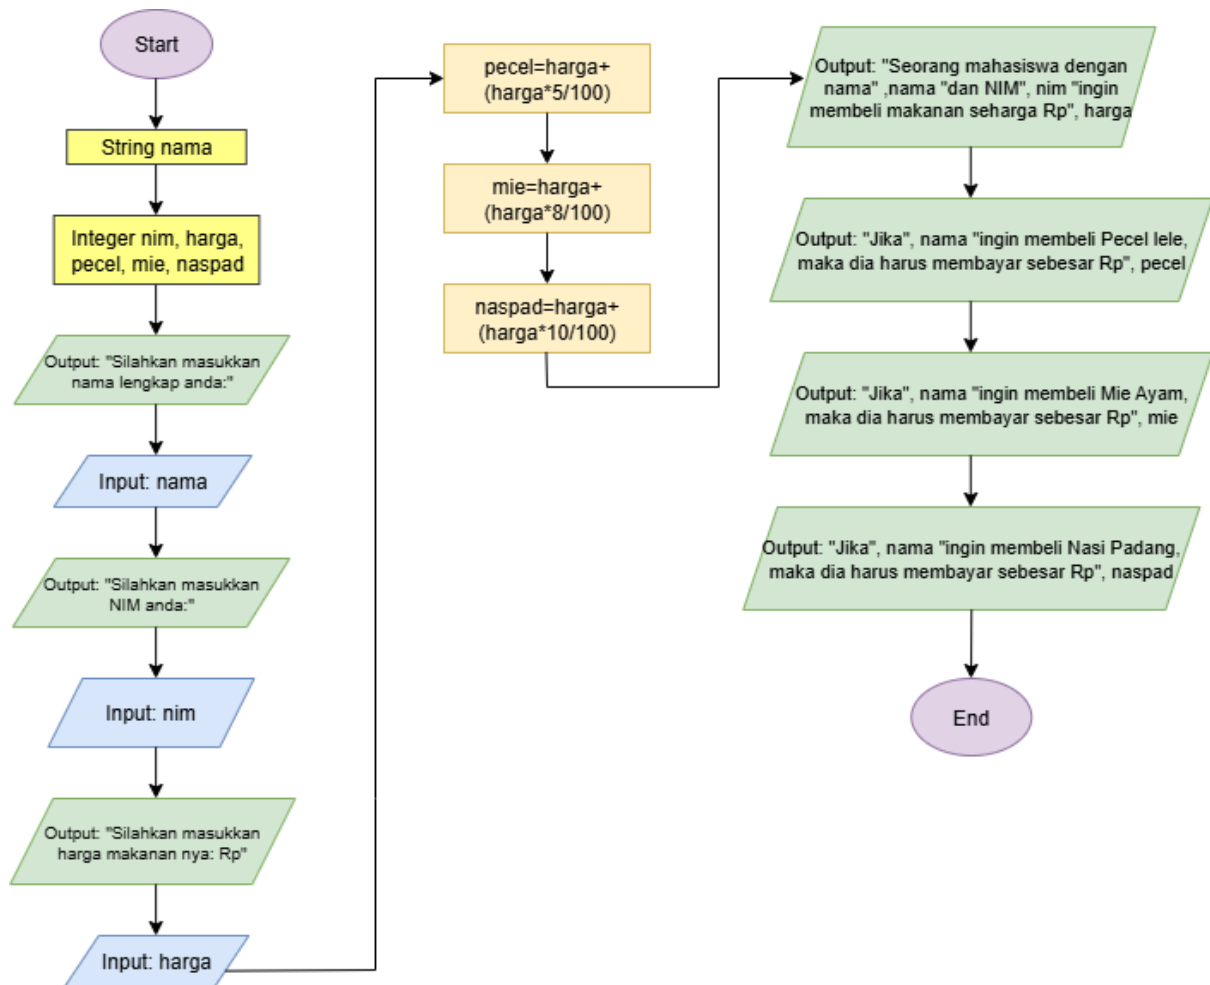 Start
String nama
Integer nim, harga,
pecel, mie, naspad
Output: "Silahkan masukkan
nama lengkap anda:"
Input: nama
Output: "Silahkan masukkan
NIM anda:"
Input: nim
Output: "Silahkan masukkan
harga makanan nya: Rp"
Input: harga
pecel=harga+
(harga*5/100)
mie=harga+
(harga*8/100)
naspad=harga+
(harga*10/100)
Output: "Seorang mahasiswa dengan
nama" ,nama "dan NIM", nim "ingin
membeli makanan seharga Rp", harga
Output: "Jika", nama "ingin membeli Pecel lele,
maka dia harus membayar sebesar Rp", pecel
Output: "Jika", nama "ingin membeli Mie Ayam,
maka dia harus membayar sebesar Rp", mie
Output: "Jika", nama "ingin membeli Nasi Padang,
maka dia harus membayar sebesar Rp", naspad
End